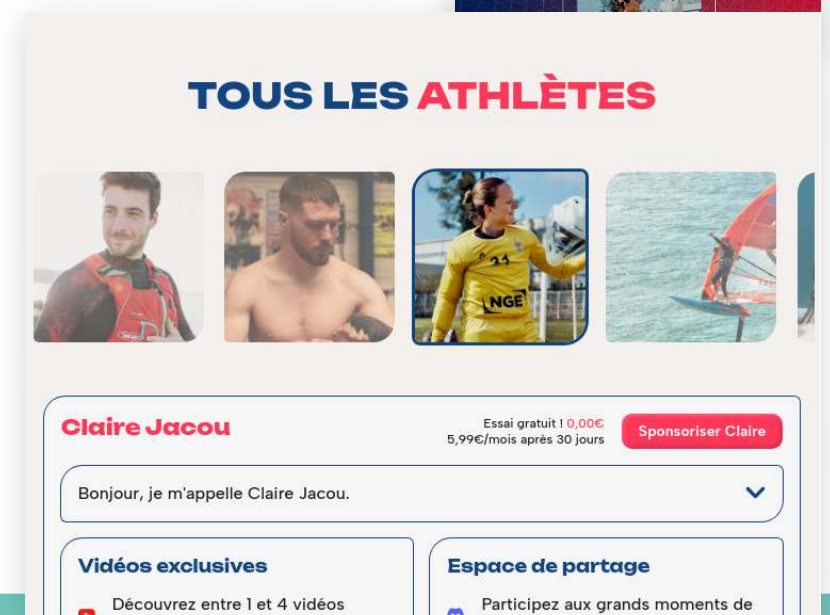 TOUS LES ATHLÈTES
31
NGE
Claire Jacou
Essai gratuit ! 0,00€
5,99€/mois après 30 jours
Sponsoriser Claire
Bonjour, je m'appelle Claire Jacou.
Vidéos exclusives
Découvrez entre 1 et 4 vidéos
Espace de partage
Participez aux grands moments de